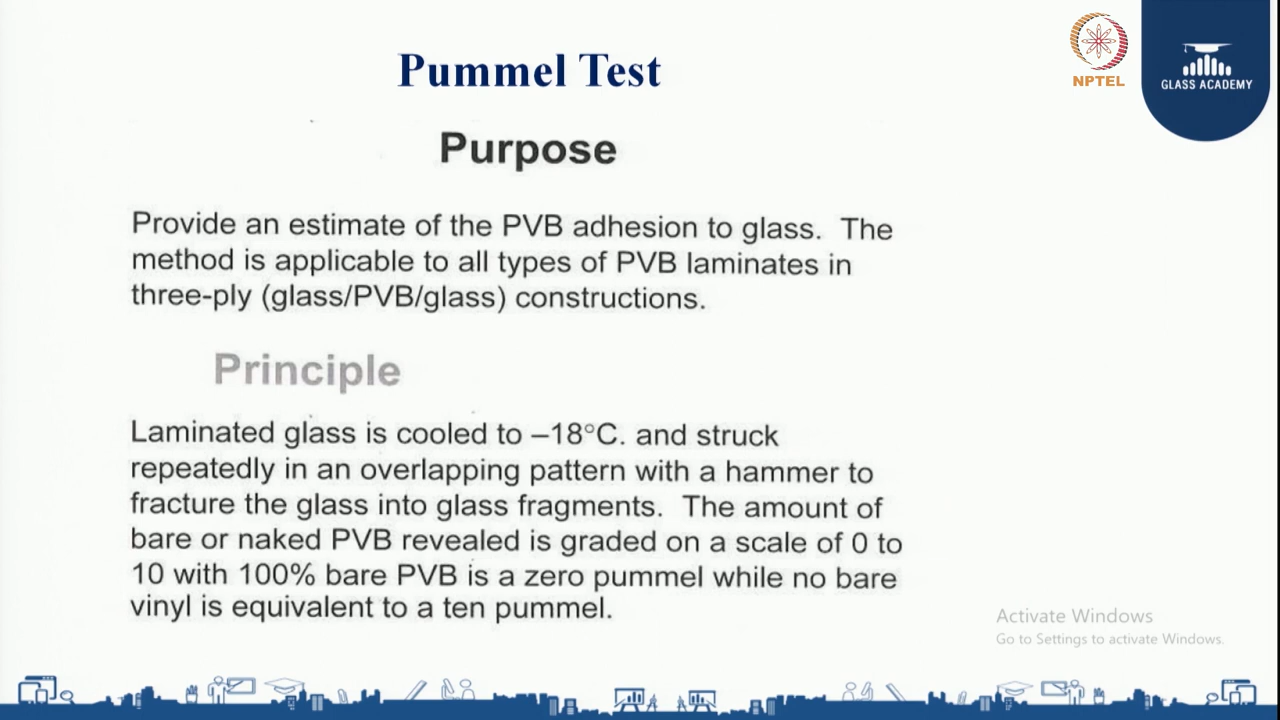 Pummel Test
NPTEL
GLASS ACADEMY
Purpose
Provide an estimate of the PVB adhesion to glass. The
method is applicable to all types of PVB laminates in
three-ply (glass/PVB/glass) constructions.
Principle
Laminated glass is cooled to –18°C. and struck
repeatedly in an overlapping pattern with a hammer to
fracture the glass into glass fragments. The amount of
bare or naked PVB revealed is graded on a scale of 0 to
10 with 100% bare PVB is a zero pummel while no bare
vinyl is equivalent to a ten pummel.
Activate Windows
Go to Settings to activate Windows.